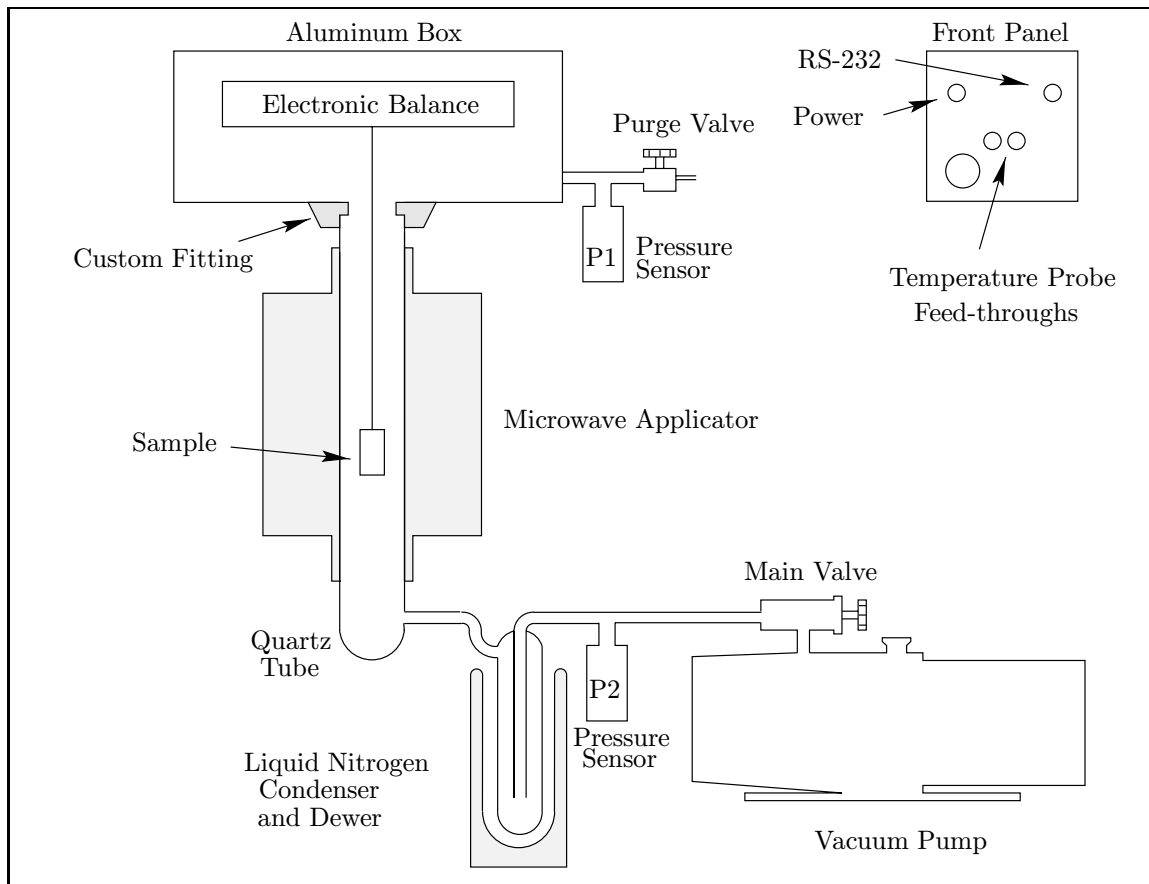 Aluminum Box
Electronic Balance
Purge Valve
P1
Pressure
Sensor
Custom Fitting
Front Panel
RS-232
Power
Temperature Probe
Feed-throughs
Microwave Applicator
Sample
Main Valve
Quartz
Tube
P2
Pressure
Sensor
Liquid Nitrogen
Condenser
and Dewer
Vacuum Pump